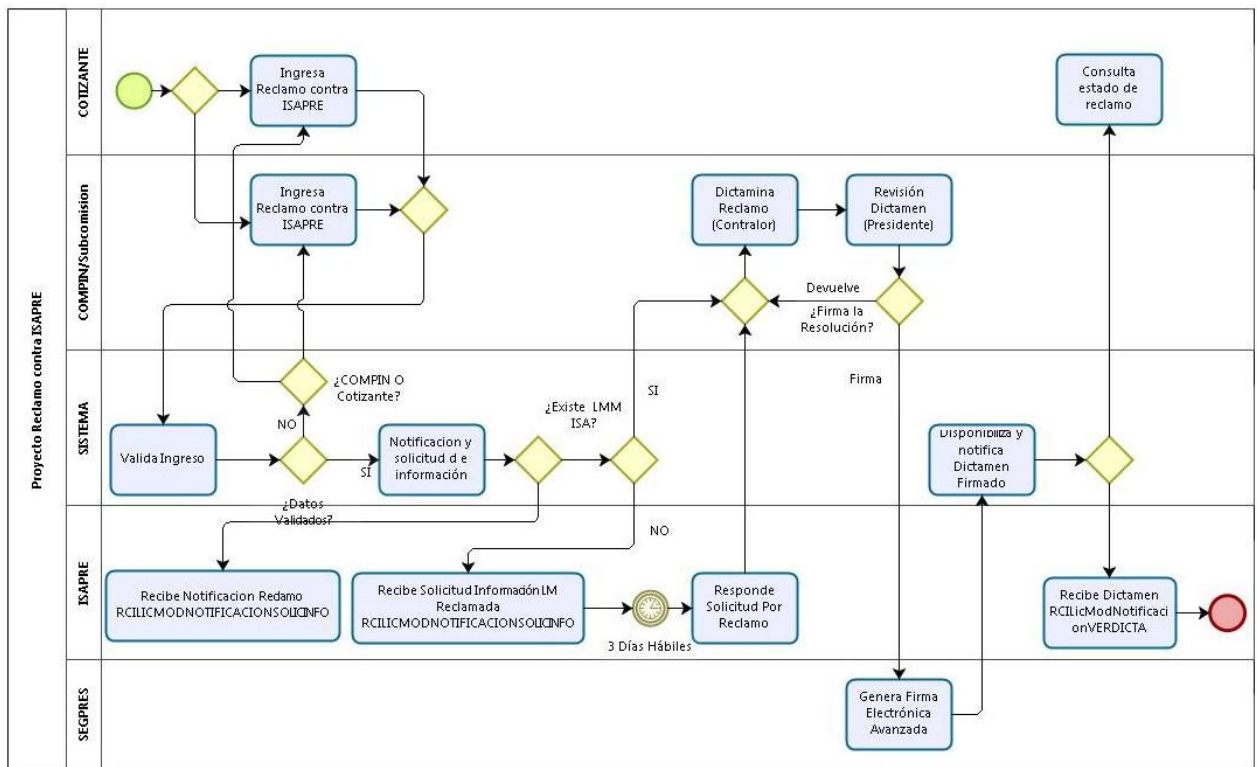 Proyecto Reclamo contra ISAPRE
COTIZANTE
Ingresa
Reclamo contra
ISAPRE
Consulta
estado de
reclamo
COMPIN/Subcomision
Ingresa
Reclamo contra
ISAPRE
Dictamina
Reclamo
(Contralor)
Revisión
Dictamen
(Presidente)
Devuelve
¿Firma la
Resolución?
SISTEMA
¿COMPIN O
Cotizante?
NO
Valida Ingreso
¿Datos
Validados?
SI
Notificacion y
solicitud d e
información
¿Existe LMM
ISA?
SI
NO
Firma
Disponibiliza y
notifica
Dictamen
Firmado
ISAPRE
Recibe Notificacion Reclamo
RCILICMODNOTIFICACIONSOLICINFO
Recibe Solicitud Información LM
Reclamada
RCILICMODNOTIFICACIONSOLICINFO
3 Días Hábiles
Responde
Solicitud Por
Reclamo
Recibe Dictamen
RCILicModNotificaci
onVERDICTA
SEGPRES
Genera Firma
Electrónica
Avanzada